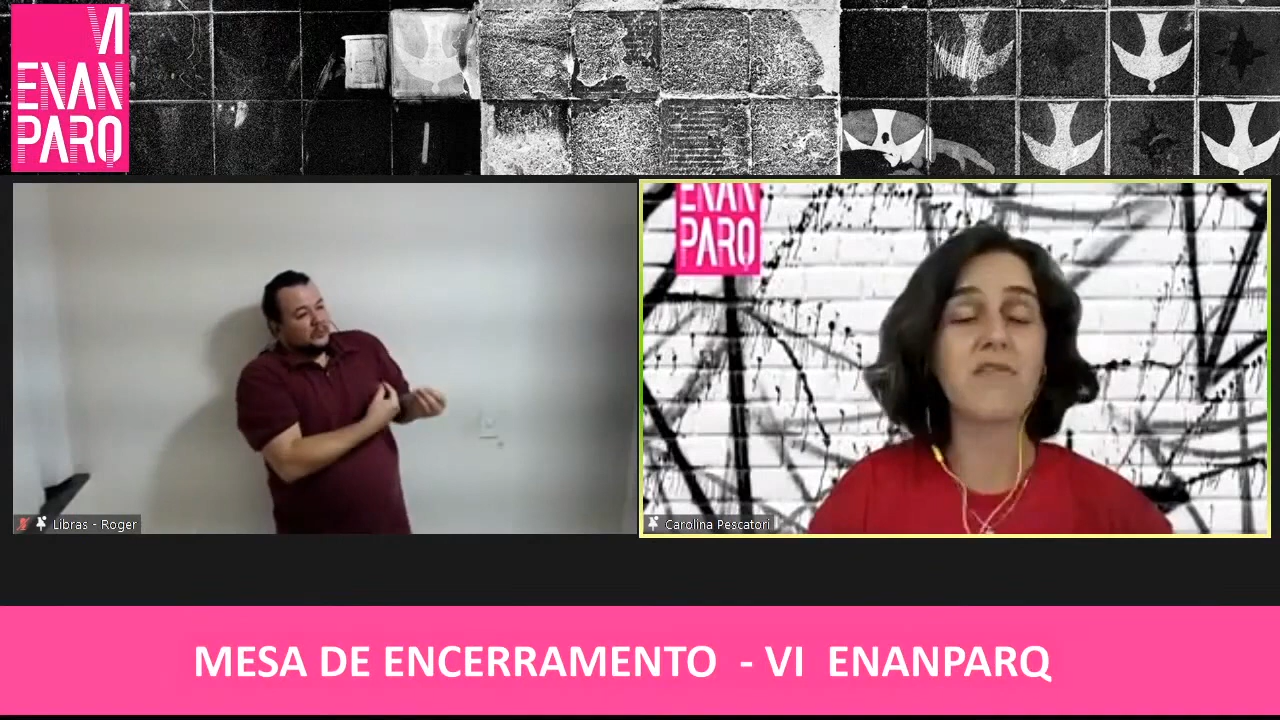 VI
ENAN
PARQ
ENAN
PARQ
Libras - Roger
Carolina Pescatori
MESA DE ENCERRAMENTO - VI ENANPARQ